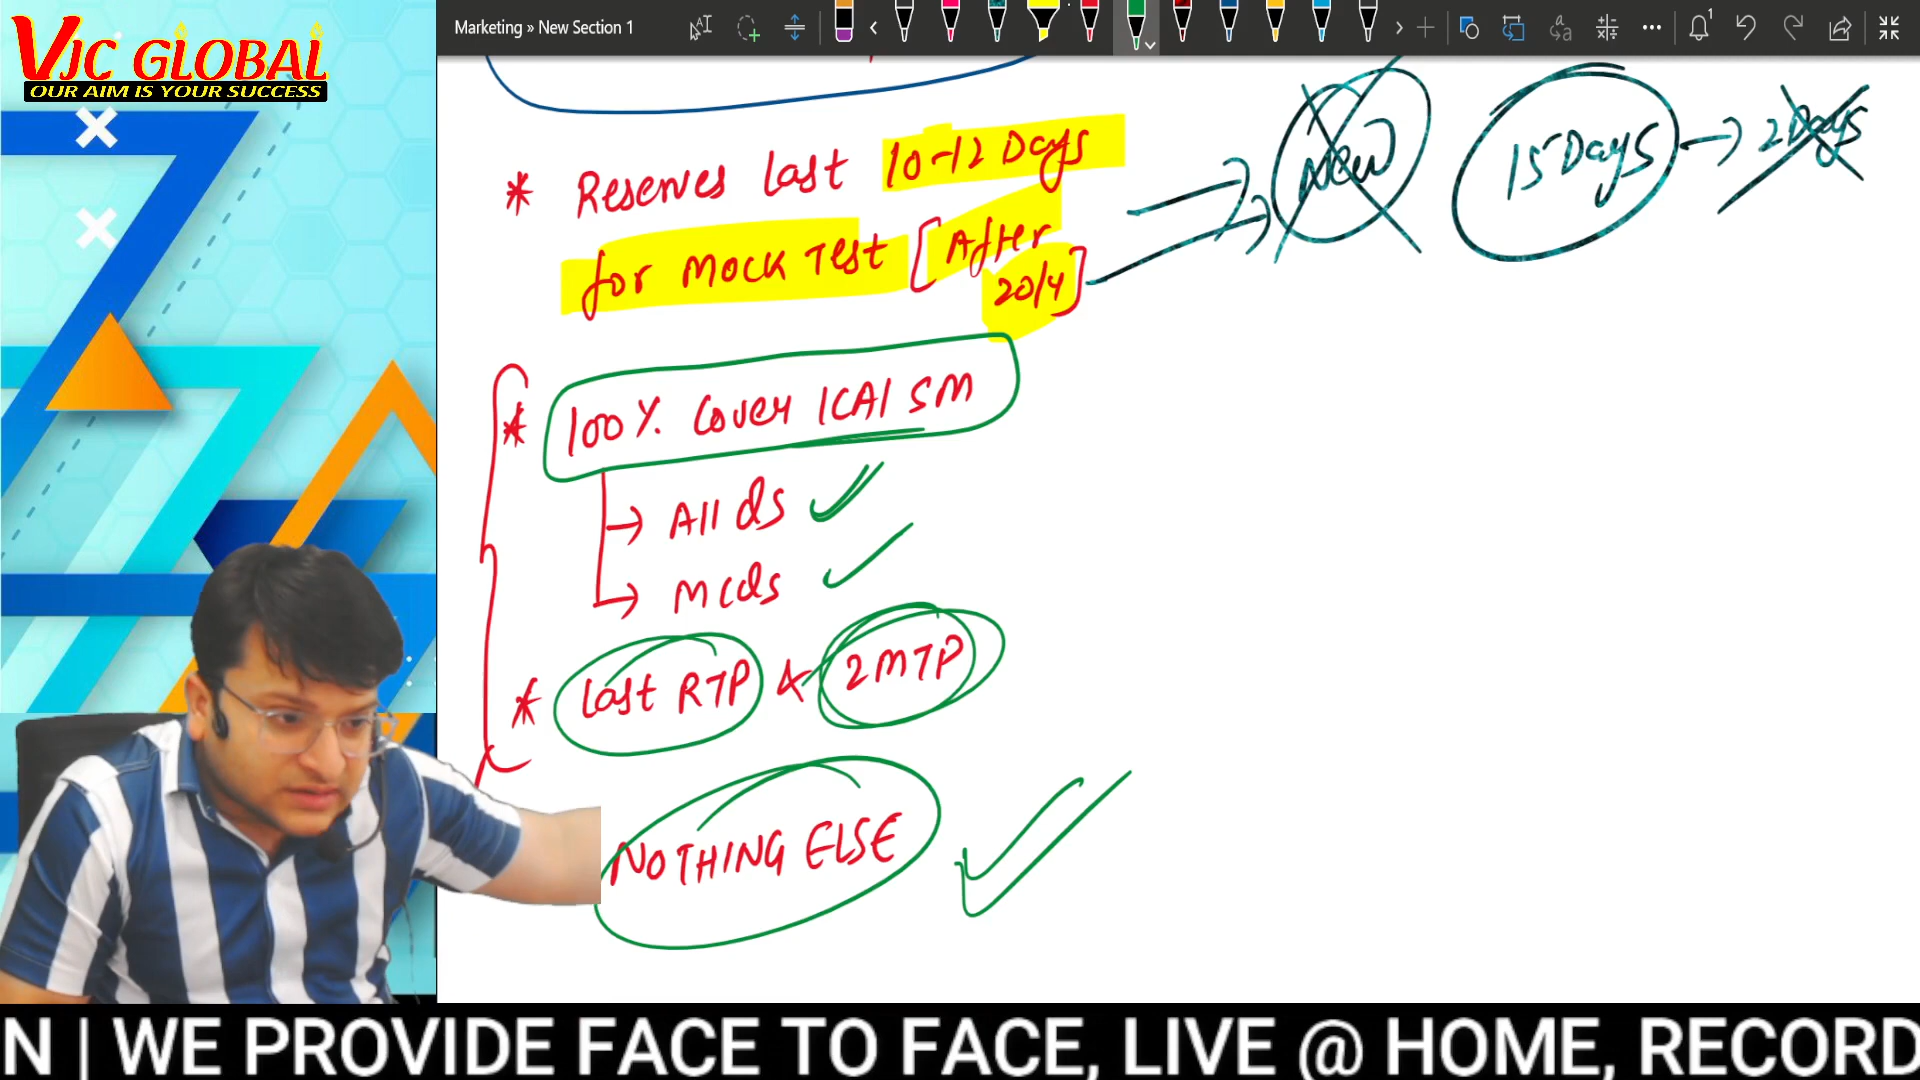 VJC GLOBAL
OUR AIM IS YOUR SUCCESS
Marketing » New Section 1
* Reserves last 10-12 Days
for Mock Test [After
20/4]
New
15 Days → 2 Days
* 100% Cover ICAI SM
→ All Qs
→ MCQs
* last RTP & 2 MTP
NOTHING ELSE
N | WE PROVIDE FACE TO FACE, LIVE @ HOME, RECORD